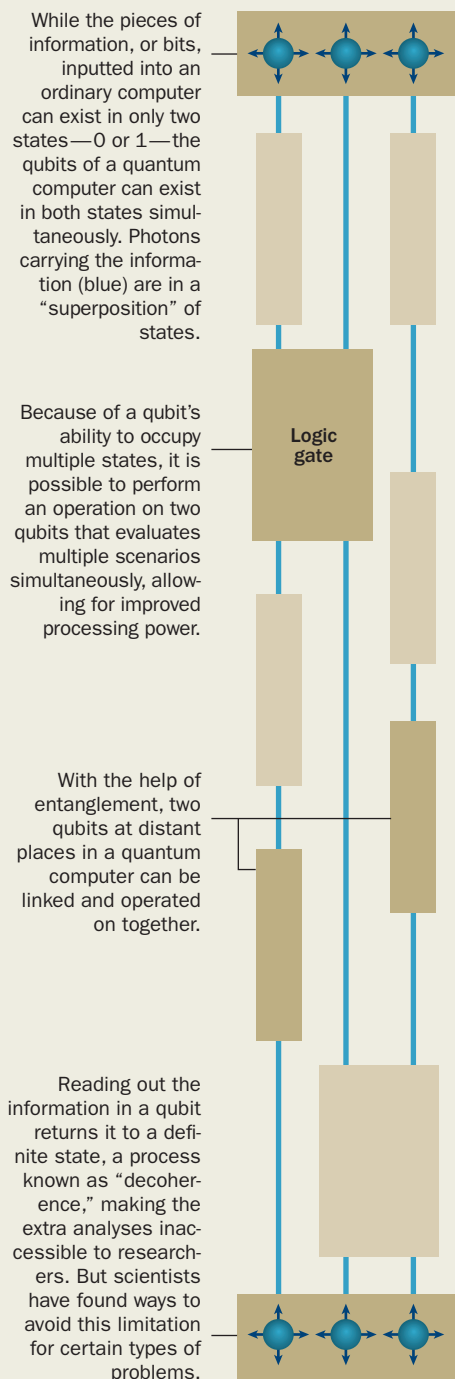 While the pieces of
information, or bits,
inputted into an
ordinary computer
can exist in only two
states—0 or 1—the
qubits of a quantum
computer can exist
in both states simul-
taneously. Photons
carrying the informa-
tion (blue) are in a
“superposition” of
states.
Because of a qubit’s
ability to occupy
multiple states, it is
possible to perform
an operation on two
qubits that evaluates
multiple scenarios
simultaneously, allow-
ing for improved
processing power.
Logic
gate
With the help of
entanglement, two
qubits at distant
places in a quantum
computer can be
linked and operated
on together.
Reading out the
information in a qubit
returns it to a defi-
nite state, a process
known as “decoher-
ence,” making the
extra analyses inac-
cessible to research-
ers. But scientists
have found ways to
avoid this limitation
for certain types of
problems.